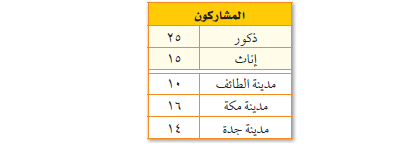 المشاركون
ذكور ٢٥
إناث ١٥
مدينة الطائف ١٠
مدينة مكة ١٦
مدينة جدة ١٤